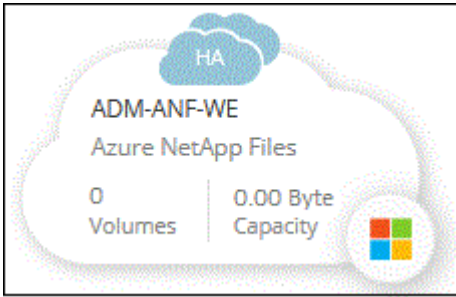 HA
ADM-ANF-WE
Azure NetApp Files
0
Volumes
0.00 Byte
Capacity